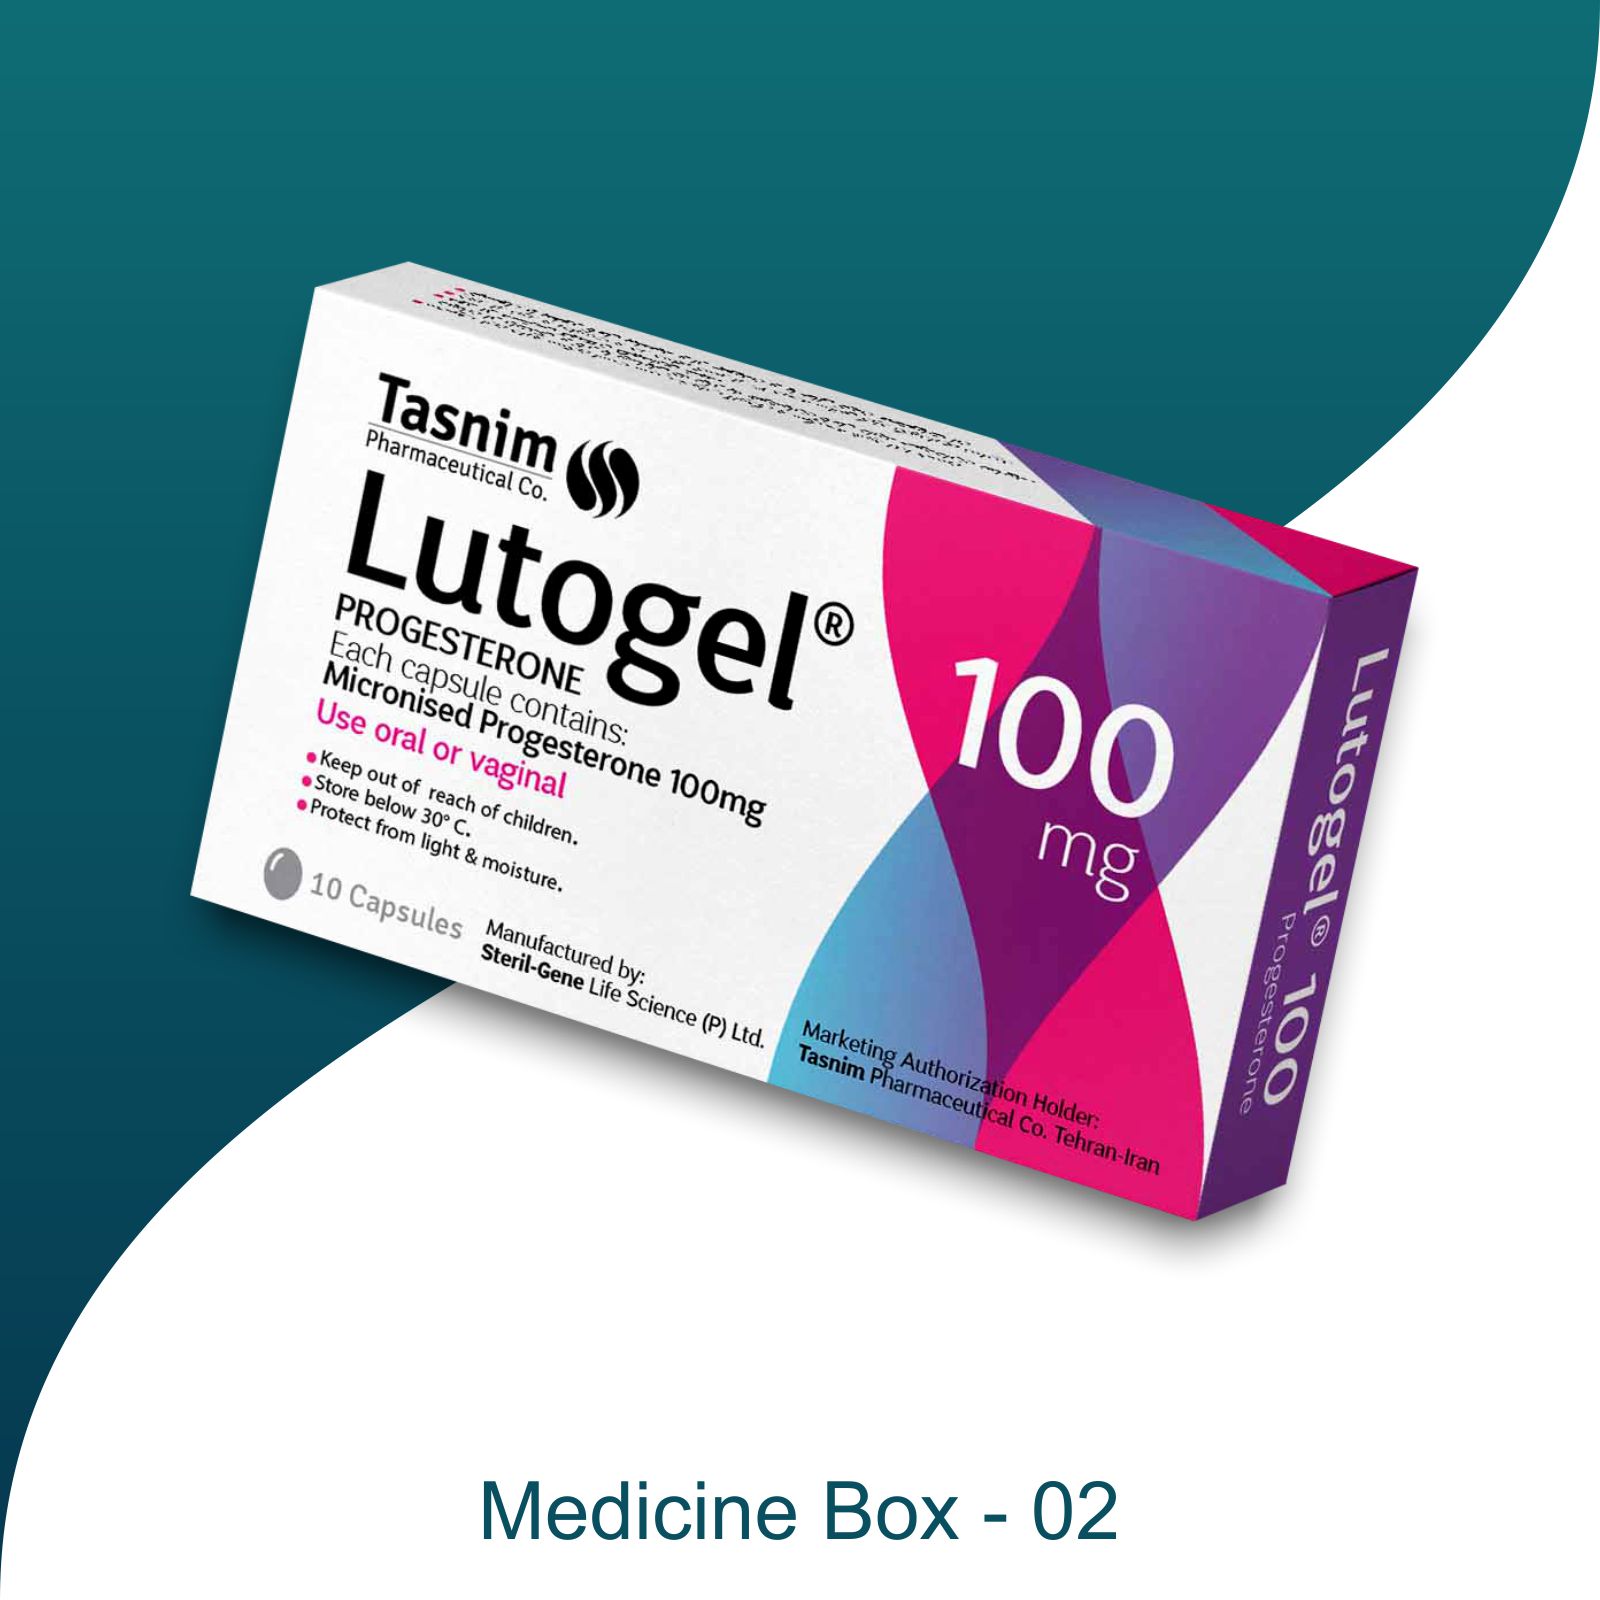 Tasnim
Pharmaceutical Co.
Lutogel®
PROGESTERONE
Each capsule contains:
Micronised Progesterone 100mg
Use oral or vaginal
Keep out of reach of children.
Store below 30° C.
Protect from light & moisture.
10 Capsules
Manufactured by:
Steril-Gene Life Science (P) Ltd.
100
mg
Marketing Authorization Holder:
Tasnim Pharmaceutical Co. Tehran-Iran
Lutogel® 100
Progesterone
Medicine Box - 02